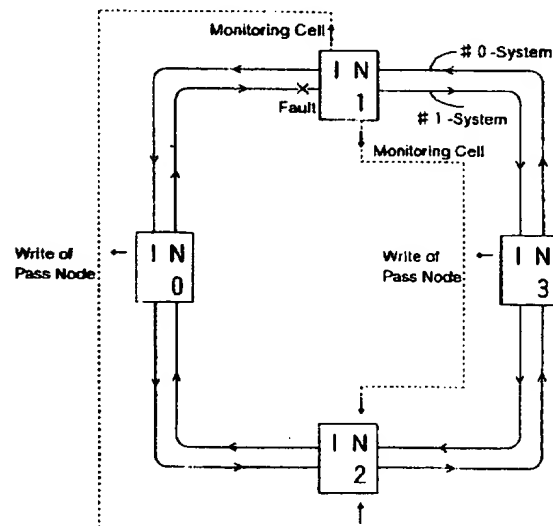 Monitoring Cell
# 0 -System
I N
1
Fault
# 1 -System
Monitoring Cell
Write of
Pass Node
I N
0
Write of
Pass Node
I N
3
I N
2